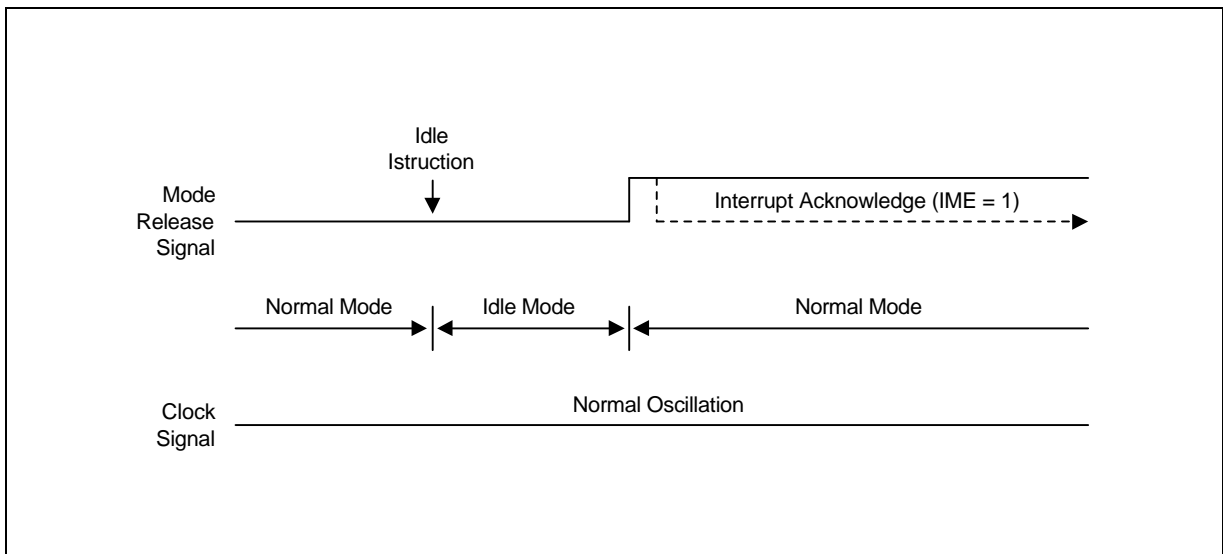 Idle
Istruction
Mode
Release
Signal
Interrupt Acknowledge (IME = 1)
Normal Mode
Idle Mode
Normal Mode
Clock
Signal
Normal Oscillation